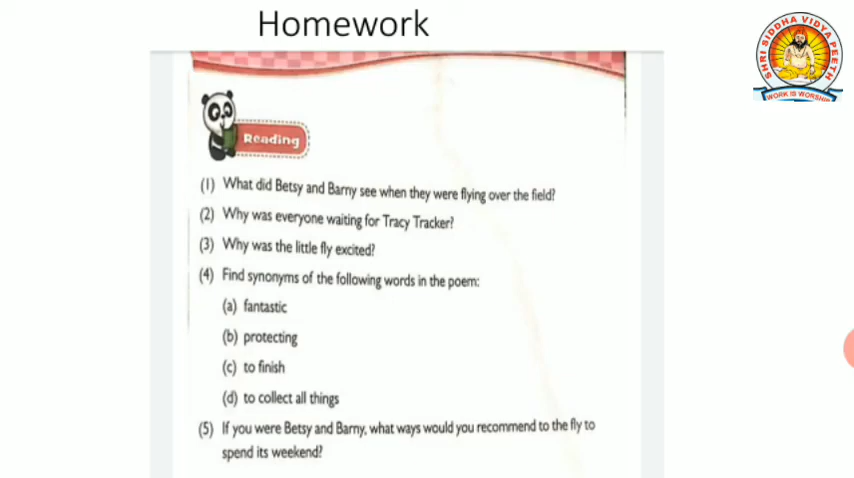 Homework
SHRI SIDDHA VIDYA PEETH
WORK IS WORSHIP
Reading
(1) What did Betsy and Barny see when they were flying over the field?
(2) Why was everyone waiting for Tracy Tracker?
(3) Why was the little fly excited?
(4) Find synonyms of the following words in the poem:
(a) fantastic
(b) protecting
(c) to finish
(d) to collect all things
(5) If you were Betsy and Barny, what ways would you recommend to the fly to
spend its weekend?